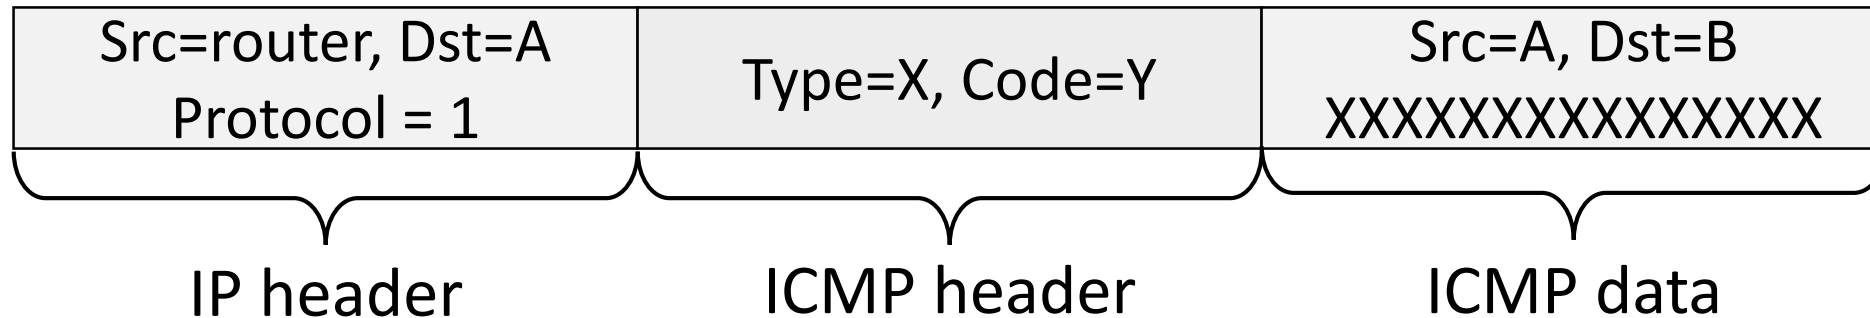 Src=router, Dst=A
Protocol = 1
Type=X, Code=Y
Src=A, Dst=B
XXXXXXXXXXXXXXX
IP header
ICMP header
ICMP data